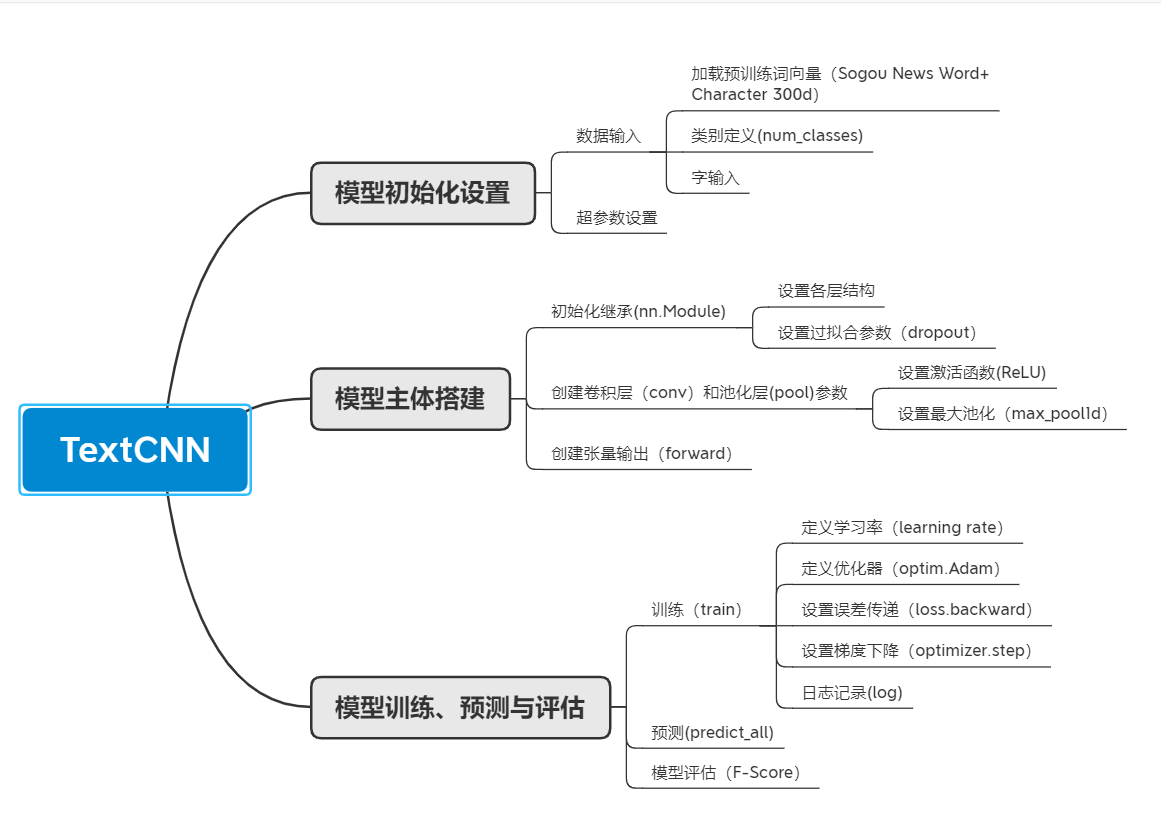 TextCNN
模型初始化设置
数据输入
加载预训练词向量（Sogou News Word+
Character 300d）
类别定义(num_classes)
字输入
超参数设置
模型主体搭建
初始化继承(nn.Module)
设置各层结构
设置过拟合参数（dropout）
创建卷积层（conv）和池化层(pool)参数
设置激活函数(ReLU)
设置最大池化（max_pool1d）
创建张量输出（forward）
模型训练、预测与评估
训练（train）
定义学习率（learning rate）
定义优化器（optim.Adam）
设置误差传递（loss.backward）
设置梯度下降（optimizer.step）
日志记录(log)
预测(predict_all)
模型评估（F-Score）